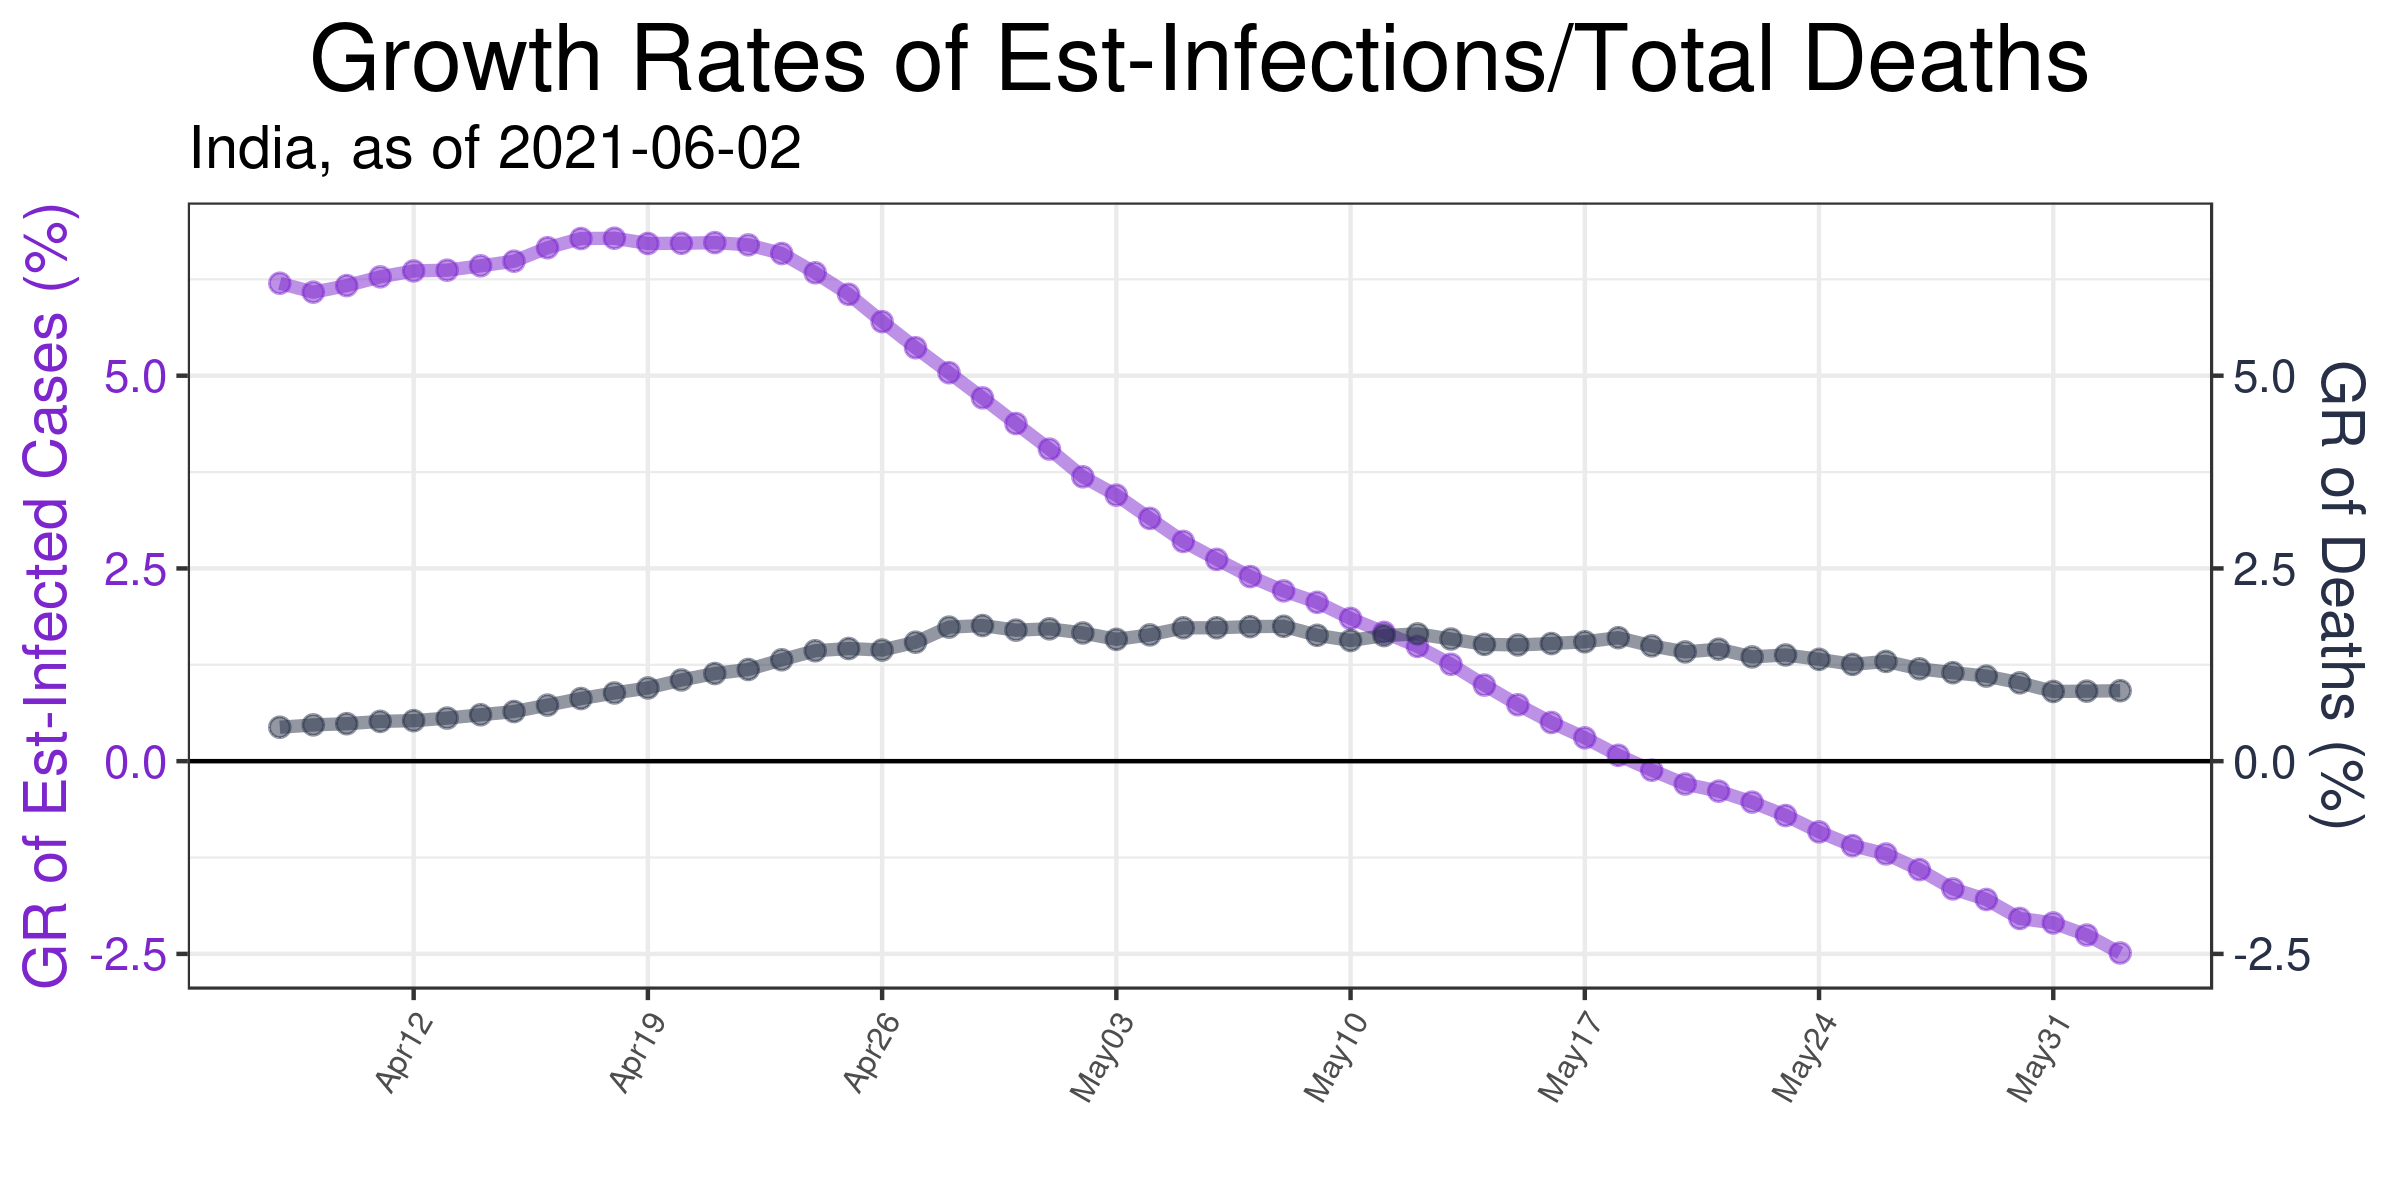 Growth Rates of Est-Infections/Total Deaths
India, as of 2021-06-02
GR of Est-Infected Cases (%)
5.0
2.5
0.0
-2.5
5.0
2.5
0.0
-2.5
GR of Deaths (%)
Apr12
Apr19
Apr26
May03
May10
May17
May24
May31